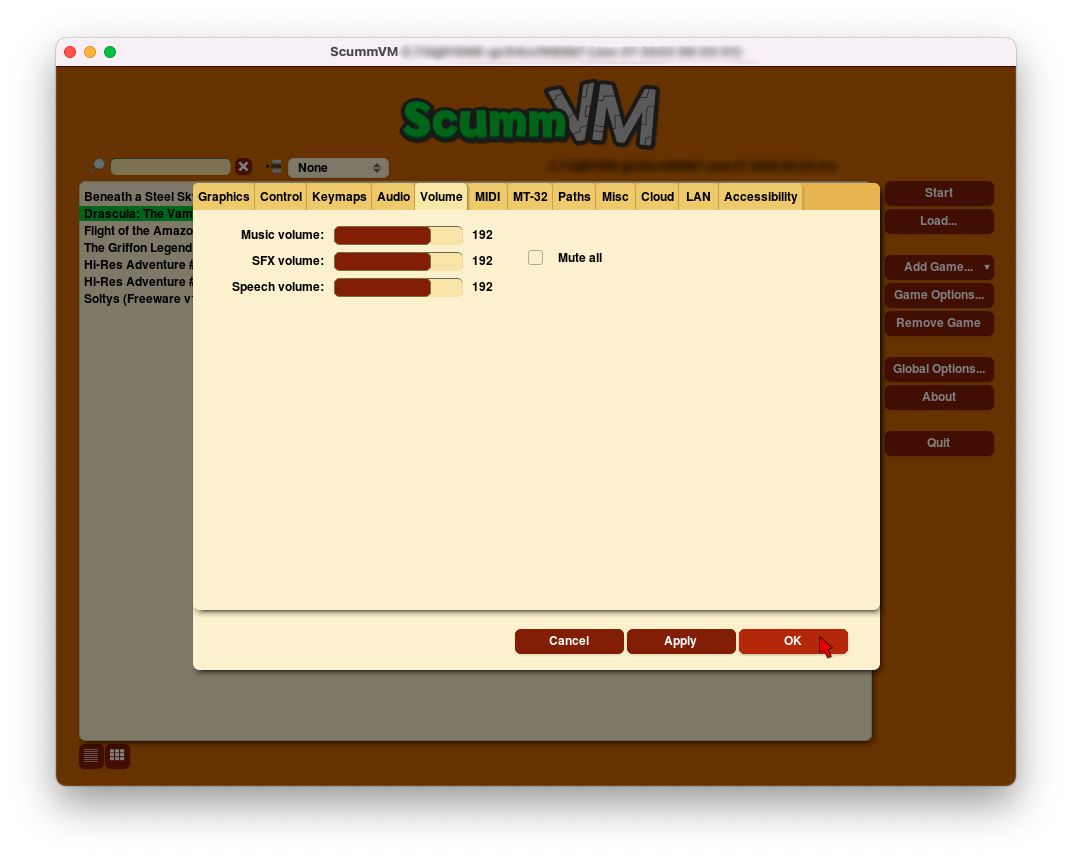 ScummVM
ScummVM
None
Beneath a Steel Sk
Drascula: The Vam
Flight of the Amazo
The Griffon Legend
Hi-Res Adventure #
Hi-Res Adventure #
Soltys (Freeware v
Graphics Control Keymaps Audio Volume MIDI MT-32 Paths Misc Cloud LAN Accessibility
Music volume: 192
SFX volume: 192
Mute all
Speech volume: 192
Cancel Apply OK
Start
Load...
Add Game...
Game Options...
Remove Game
Global Options...
About
Quit